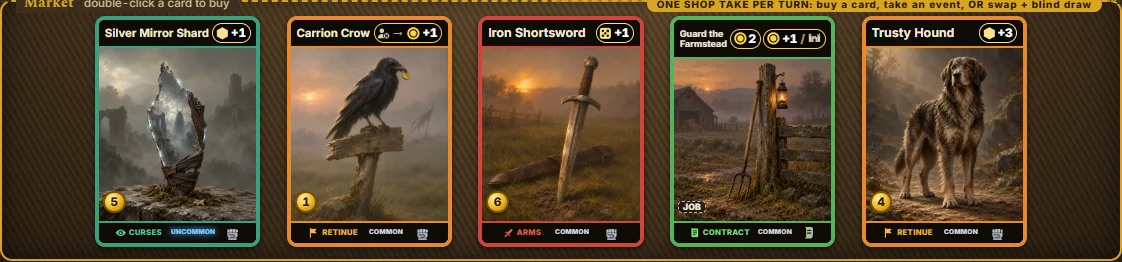 Market double-click a card to buy
ONE SHOP TAKE PER TURN: buy a card, take an event, OR swap + blind draw
Silver Mirror Shard +1
5
CURSES UNCOMMON
Carrion Crow → +1
1
RETINUE COMMON
Iron Shortsword +1
6
ARMS COMMON
Guard the
Farmstead 2 +1 /
JOB
CONTRACT COMMON
Trusty Hound +3
4
RETINUE COMMON